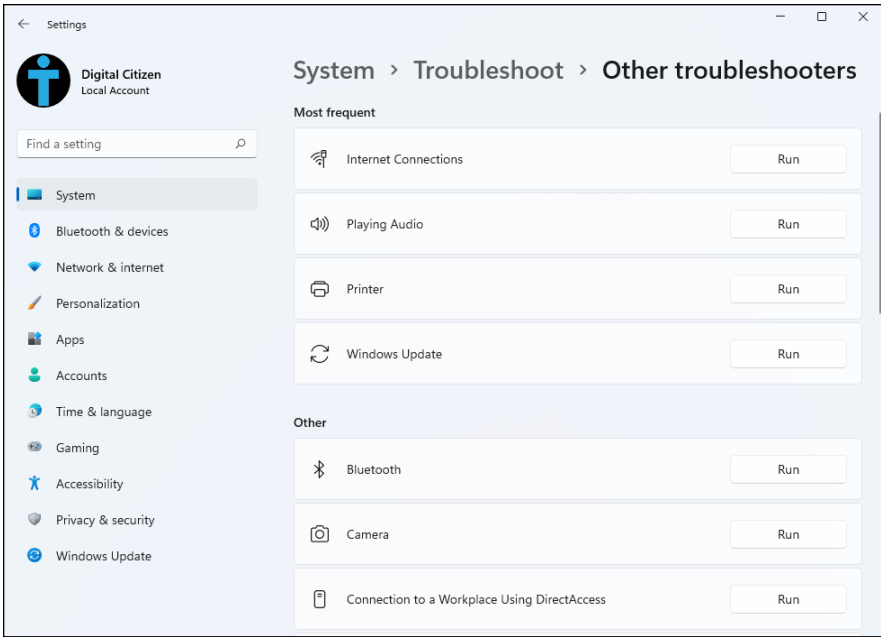 Settings
Digital Citizen
Local Account
Find a setting
System
Bluetooth & devices
Network & internet
Personalization
Apps
Accounts
Time & language
Gaming
Accessibility
Privacy & security
Windows Update
System > Troubleshoot > Other troubleshooters
Most frequent
Internet Connections Run
Playing Audio Run
Printer Run
Windows Update Run
Other
Bluetooth Run
Camera Run
Connection to a Workplace Using DirectAccess Run